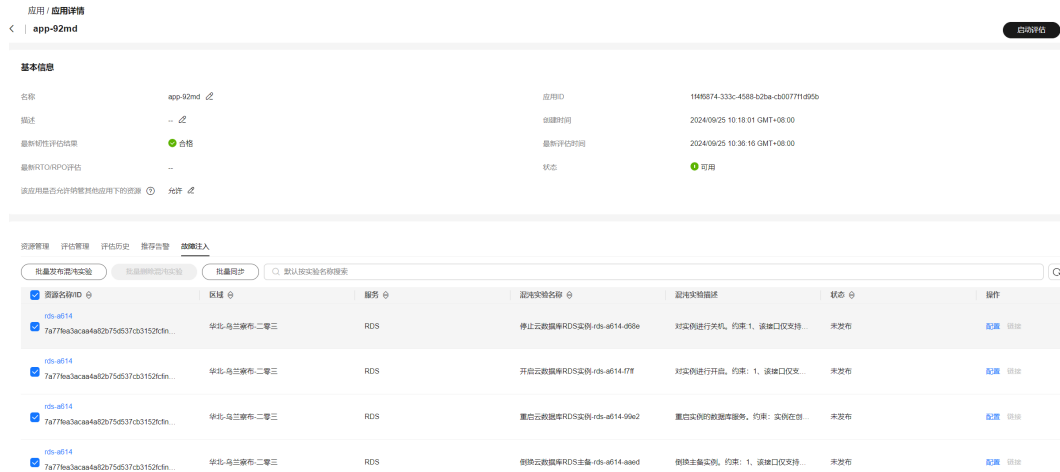 应用 / 应用详情
app-92md
启动评估
基本信息
名称 app-92md 应用ID 1f4f6874-333c-4588-b2ba-cb0077f1d95b
描述 -- 创建时间 2024/09/25 10:18:01 GMT+08:00
最新韧性评估结果 合格 最新评估时间 2024/09/25 10:36:16 GMT+08:00
最新RTO/RPO评估 -- 状态 可用
该应用是否允许纳管其他应用下的资源 允许
资源管理 评估管理 评估历史 推荐告警 故障注入
批量发布混沌实验 批量删除混沌实验 批量同步 默认按实验名称搜索
资源名称/ID 区域 服务 混沌实验名称 混沌实验描述 状态 操作
rds-a614
7a77fea3acaa4a82b75d537cb3152fcfin... 华北-乌兰察布-二零三 RDS 停止云数据库RDS实例-rds-a614-d68e 对实例进行关机。约束:1、该接口仅支持... 未发布 配置 链接
rds-a614
7a77fea3acaa4a82b75d537cb3152fcfin... 华北-乌兰察布-二零三 RDS 开启云数据库RDS实例-rds-a614-f7ff 对实例进行开启。约束：1、该接口仅支... 未发布 配置 链接
rds-a614
7a77fea3acaa4a82b75d537cb3152fcfin... 华北-乌兰察布-二零三 RDS 重启云数据库RDS实例-rds-a614-99e2 重启实例的数据库服务。约束：实例在创... 未发布 配置 链接
rds-a614
7a77fea3acaa4a82b75d537cb3152fcfin... 华北-乌兰察布-二零三 RDS 倒换云数据库RDS主备-rds-a614-aaed 倒换主备实例。约束：1、该接口仅支持... 未发布 配置 链接